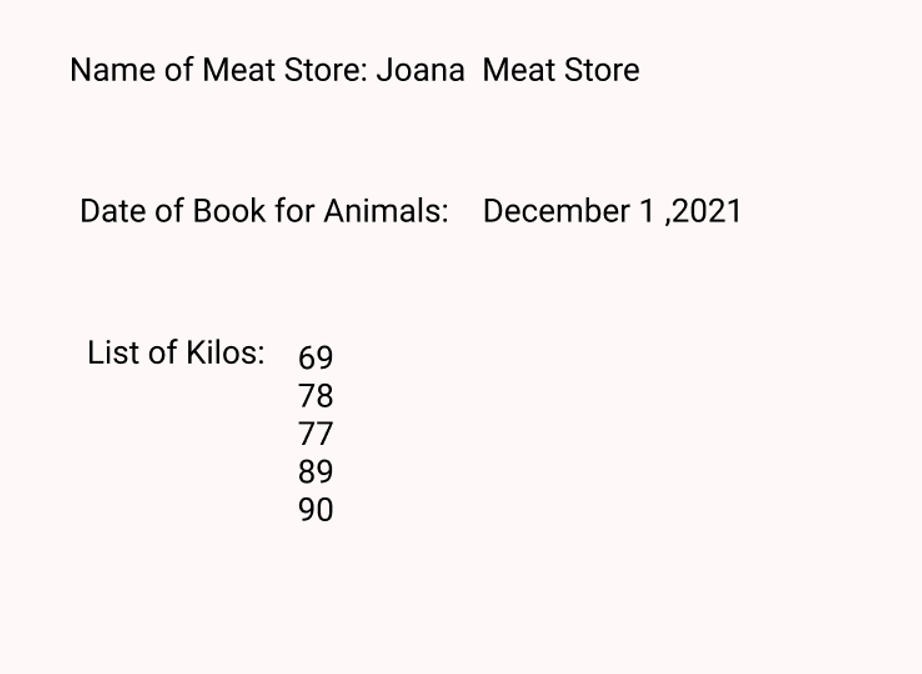 Name of Meat Store: Joana  Meat Store
Date of Book for Animals: December 1 ,2021
List of Kilos: 69
78
77
89
90